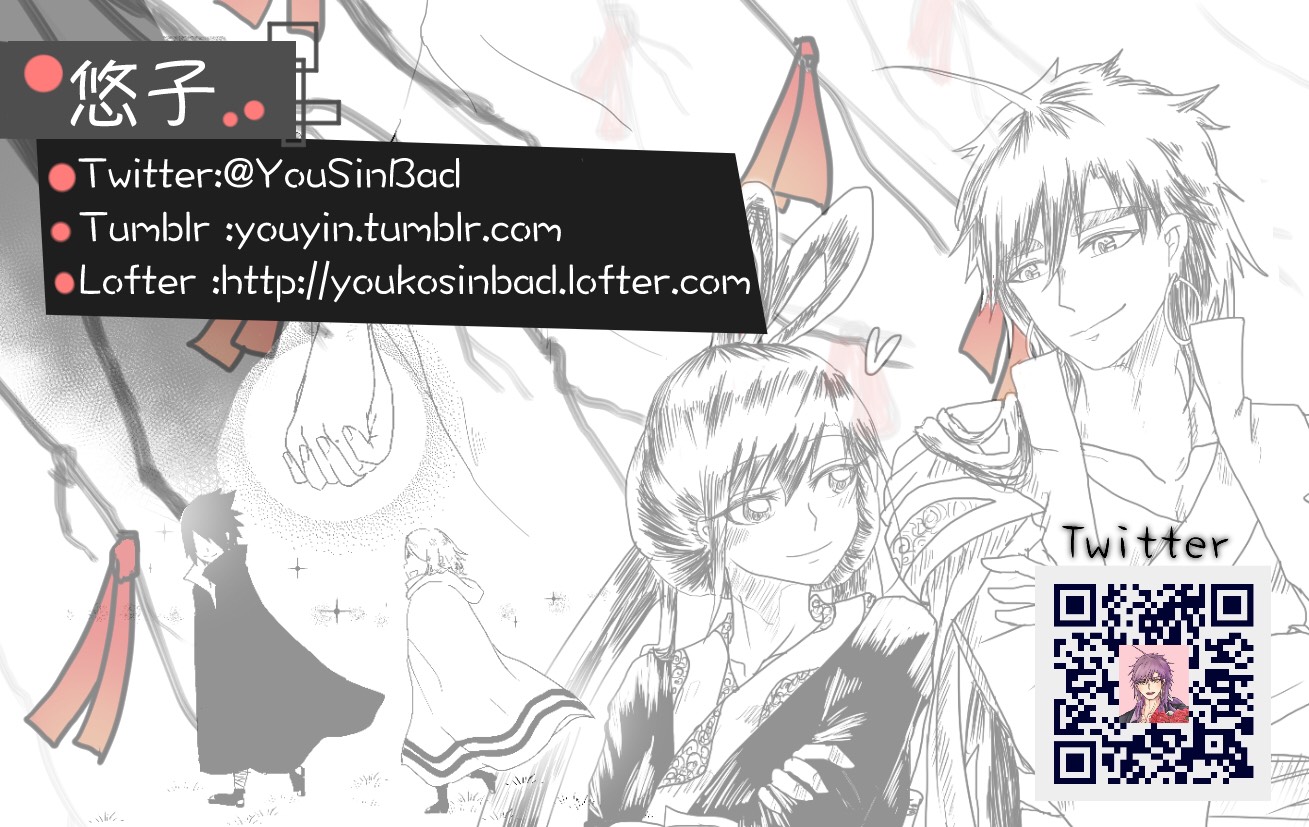 悠子
Twitter:@YouSinBad
Tumblr :youyin.tumblr.com
Lofter :http://youkosinbad.lofter.com
Twitter